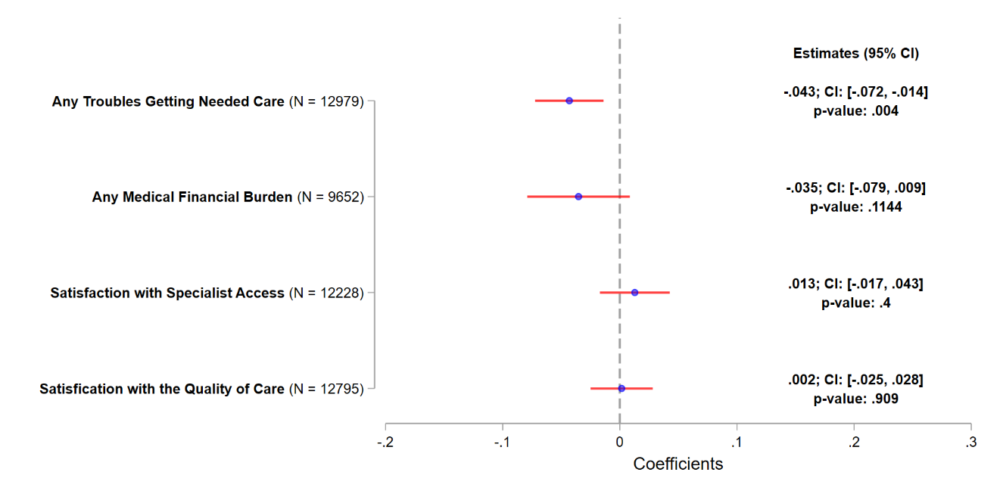 Estimates (95% CI)
Any Troubles Getting Needed Care (N = 12979)
-.043; CI: [-.072, -.014]
p-value: .004
Any Medical Financial Burden (N = 9652)
-.035; CI: [-.079, .009]
p-value: .1144
Satisfaction with Specialist Access (N = 12228)
.013; CI: [-.017, .043]
p-value: .4
Satisfication with the Quality of Care (N = 12795)
.002; CI: [-.025, .028]
p-value: .909
-.2 -.1 0 .1 .2 .3
Coefficients